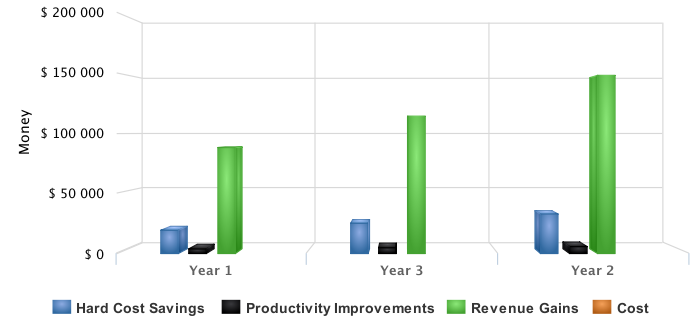 $ 200 000
$ 150 000
$ 100 000
$ 50 000
$ 0
Money
Year 1
Year 3
Year 2
Hard Cost Savings
Productivity Improvements
Revenue Gains
Cost